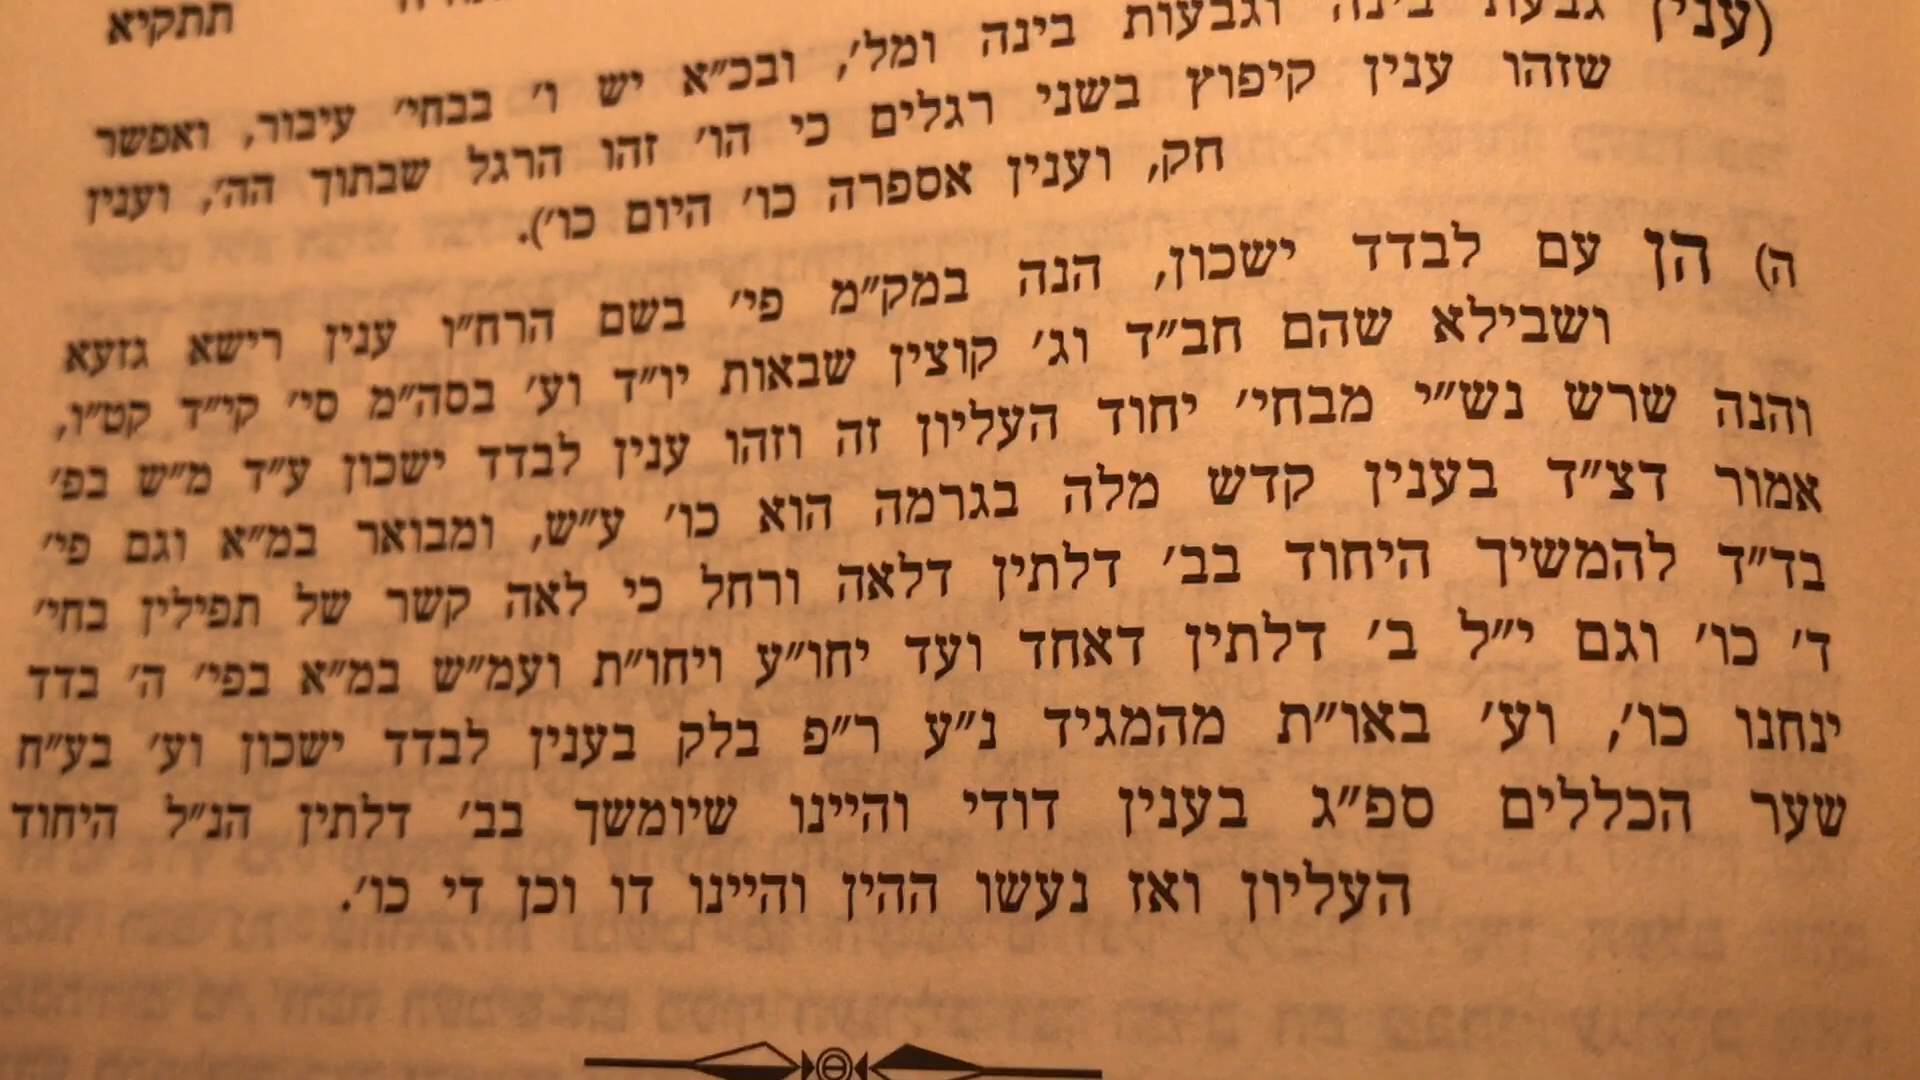 תתקיא
(ענין גבעת בינה וגבעות בינה ומל׳, ובכ״א יש ו׳ בבחי׳ עיבור, ואפשר
שזהו ענין קיפוץ בשני רגלים כי הו׳ זהו הרגל שבתוך הה׳, וענין
חק, וענין אספרה כו׳ היום כו׳).
ה) הן עם לבדד ישכון, הנה במק״מ פי׳ בשם הרח״ו ענין רישא גזעא
ושבילא שהם חב״ד וג׳ קוצין שבאות יו״ד וע׳ בסה״מ סי׳ קי״ד קט״ו,
והנה שרש נש״י מבחי׳ יחוד העליון זה וזהו ענין לבדד ישכון ע״ד מ״ש בפ׳
אמור דצ״ד בענין קדש מלה בגרמה הוא כו׳ ע״ש, ומבואר במ״א וגם פי׳
בד״ד להמשיך היחוד בב׳ דלתין דלאה ורחל כי לאה קשר של תפילין בחי׳
ד׳ כו׳ וגם י״ל ב׳ דלתין דאחד ועד יחו״ע ויחו״ת ועמ״ש במ״א בפי׳ ה׳ בדד
ינחנו כו׳, וע׳ באו״ת מהמגיד נ״ע ר״פ בלק בענין לבדד ישכון וע׳ בע״ח
שער הכללים ספ״ג בענין דודי והיינו שיומשך בב׳ דלתין הנ״ל היחוד
העליון ואז נעשו ההין והיינו דו וכן די כו׳.